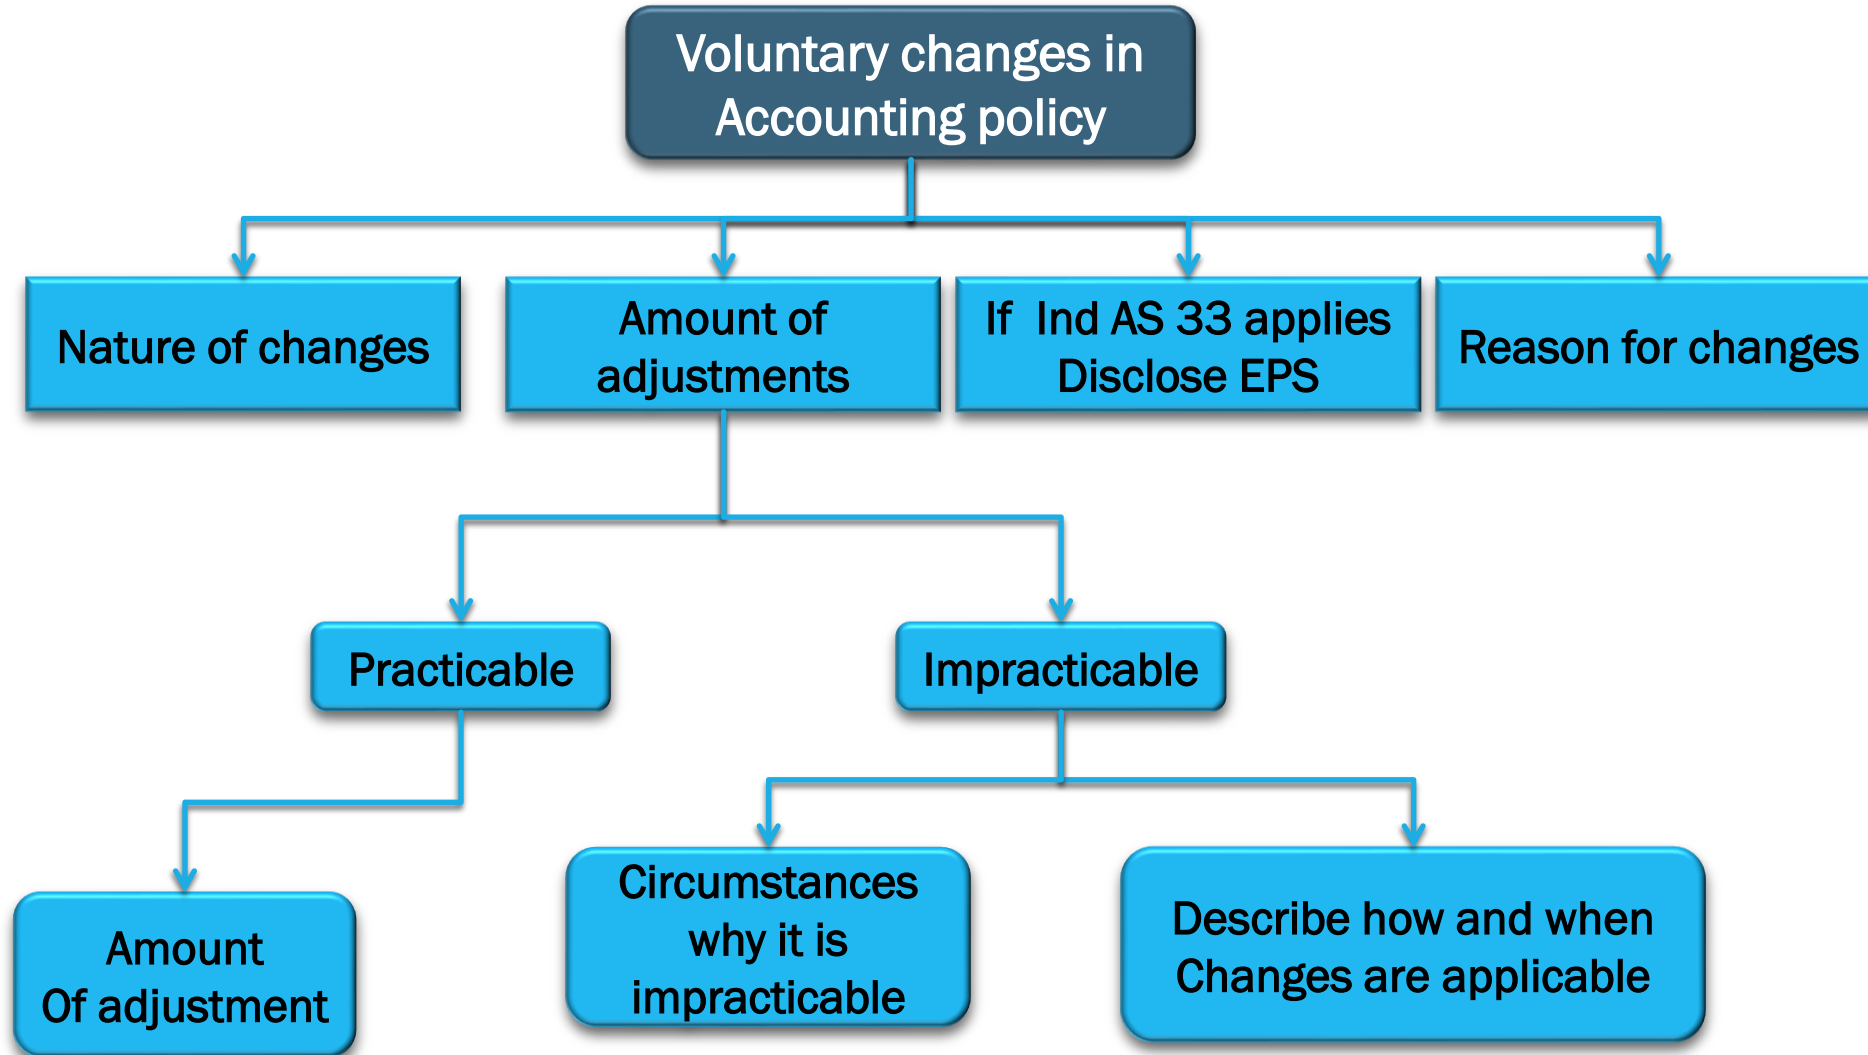 Voluntary changes in
Accounting policy
Nature of changes
Amount of
adjustments
If Ind AS 33 applies
Disclose EPS
Reason for changes
Practicable
Impracticable
Amount
Of adjustment
Circumstances
why it is
impracticable
Describe how and when
Changes are applicable